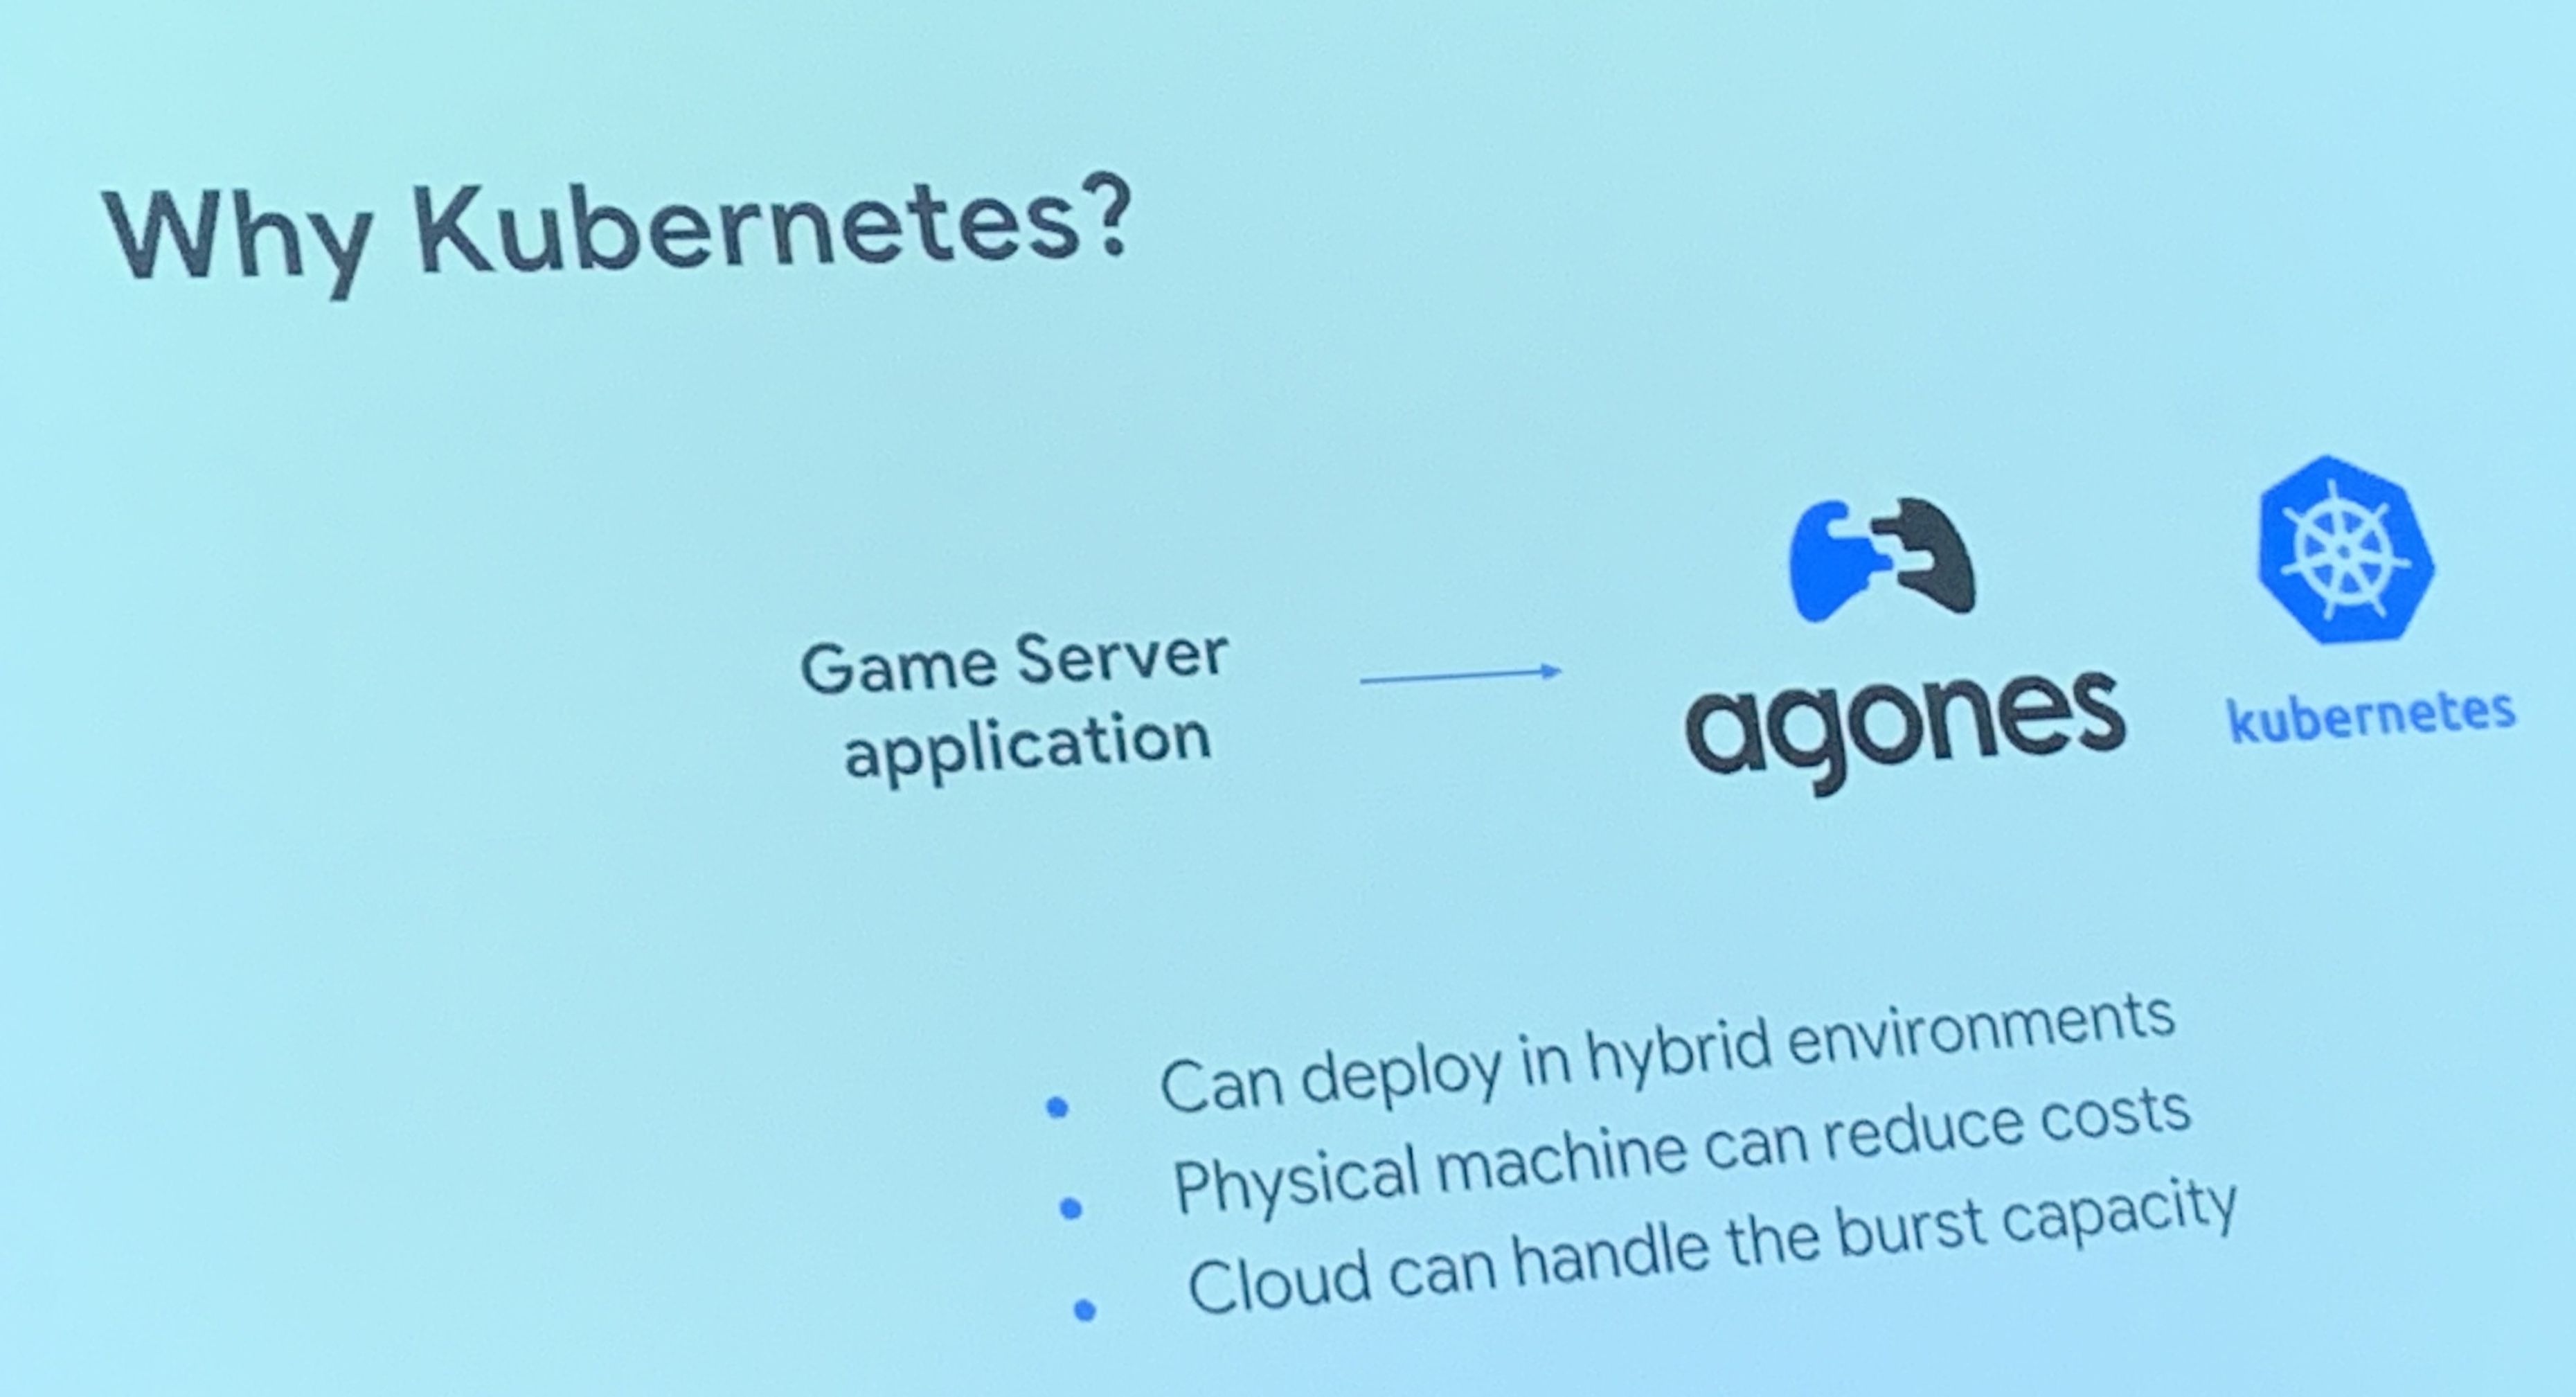 Why Kubernetes?
Game Server
application
agones
kubernetes
Can deploy in hybrid environments
Physical machine can reduce costs
Cloud can handle the burst capacity